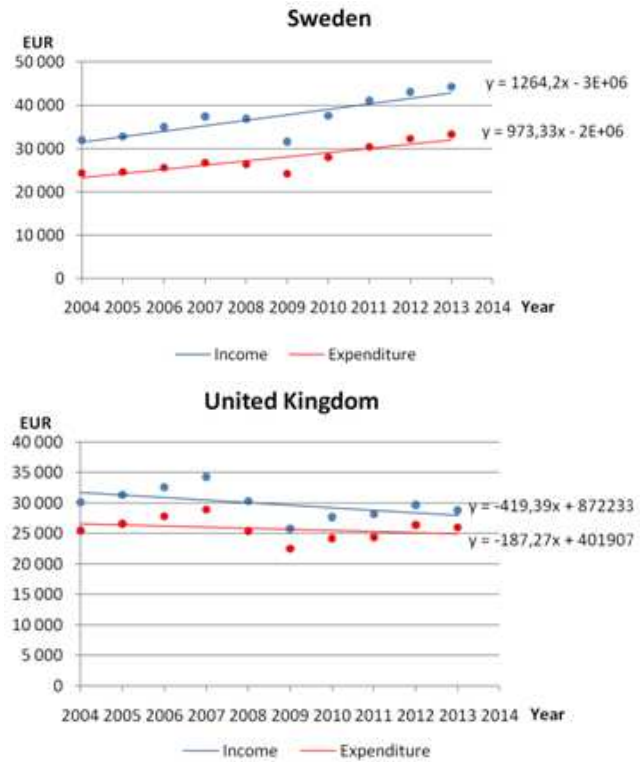 Sweden
EUR
50 000
40 000
30 000
20 000
10 000
0
y = 1264,2x - 3E+06
y = 973,33x - 2E+06
2004 2005 2006 2007 2008 2009 2010 2011 2012 2013 2014 Year
Income Expenditure
United Kingdom
EUR
40 000
35 000
30 000
25 000
20 000
15 000
10 000
5 000
0
y = -419,39x + 872233
y = -187,27x + 401907
2004 2005 2006 2007 2008 2009 2010 2011 2012 2013 2014 Year
Income Expenditure